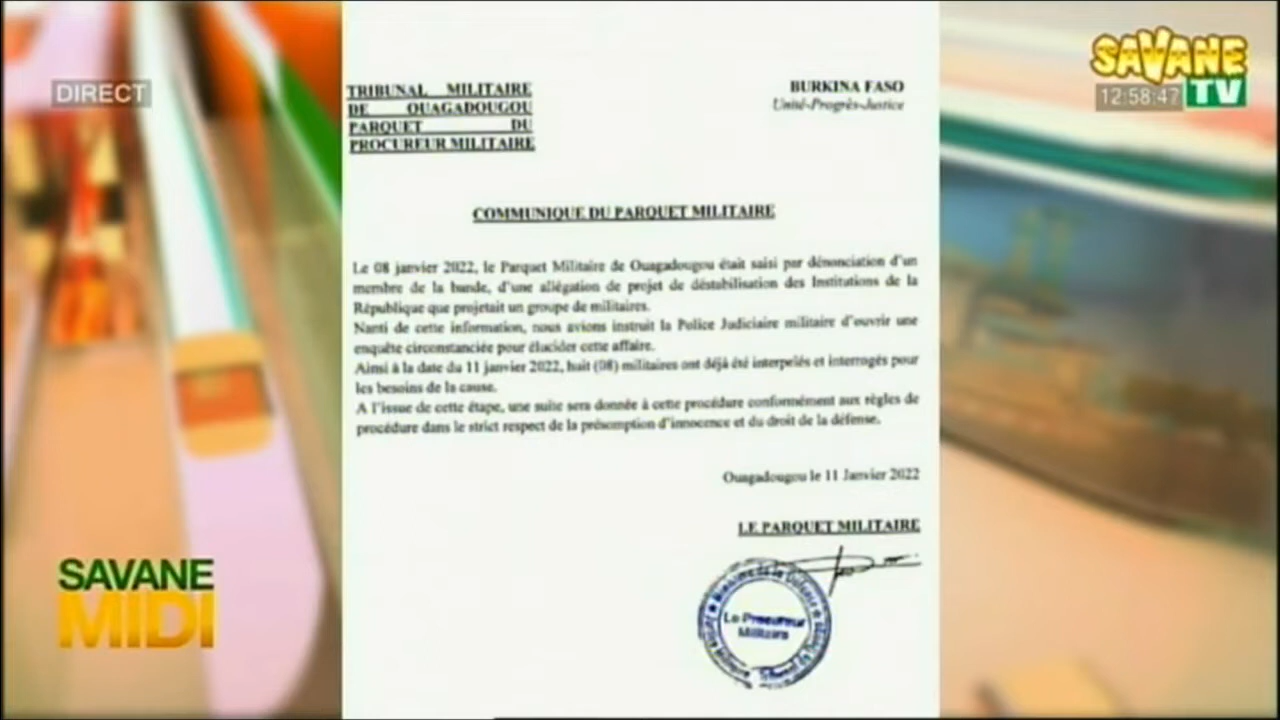 DIRECT
SAVANE
TV
12:58:47
TRIBUNAL MILITAIRE
DE OUAGADOUGOU
PARQUET DU
PROCUREUR MILITAIRE
BURKINA FASO
Unité-Progrès-Justice
COMMUNIQUE DU PARQUET MILITAIRE
Le 08 janvier 2022, le Parquet Militaire de Ouagadougou était saisi par dénonciation d'un
membre de la bande, d'une allégation de projet de déstabilisation des Institutions de la
République que projetait un groupe de militaires.
Nanti de cette information, nous avions instruit la Police Judiciaire militaire d'ouvrir une
enquête circonstanciée pour élucider cette affaire.
Ainsi à la date du 11 janvier 2022, huit (08) militaires ont déjà été interpelés et interrogés pour
les besoins de la cause.
A l'issue de cette étape, une suite sera donnée à cette procédure conformément aux règles de
procédure dans le strict respect de la présomption d'innocence et du droit de la défense.
Ouagadougou le 11 Janvier 2022
LE PARQUET MILITAIRE
Ministère de la Défense
Le Procureur
Militaire
SAVANE
MIDI